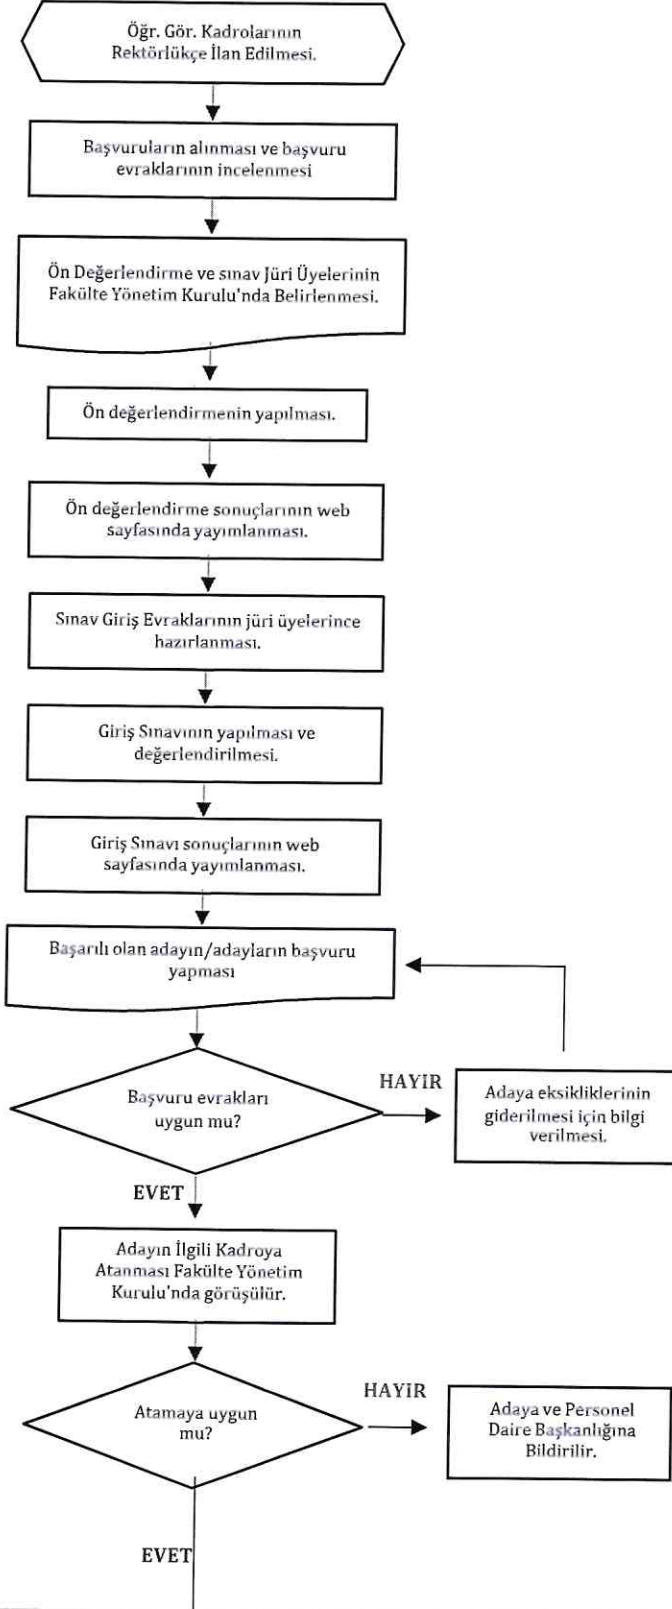 Öğr. Gör. Kadrolarının
Rektörlükçe İlan Edilmesi.
Başvuruların alınması ve başvuru
evraklarının incelenmesi
Ön Değerlendirme ve sınav Jüri Üyelerinin
Fakülte Yönetim Kurulu'nda Belirlenmesi.
Ön değerlendirmenin yapılması.
Ön değerlendirme sonuçlarının web
sayfasında yayımlanması.
Sınav Giriş Evraklarının jüri üyelerince
hazırlanması.
Giriş Sınavının yapılması ve
değerlendirilmesi.
Giriş Sınavı sonuçlarının web
sayfasında yayımlanması.
Başarılı olan adayın/adayların başvuru
yapması
Başvuru evrakları
uygun mu?
HAYIR
Adaya eksikliklerinin
giderilmesi için bilgi
verilmesi.
EVET
Adayın İlgili Kadroya
Atanması Fakülte Yönetim
Kurulu'nda görüşülür.
Atamaya uygun
mu?
HAYIR
Adaya ve Personel
Daire Başkanlığına
Bildirilir.
EVET